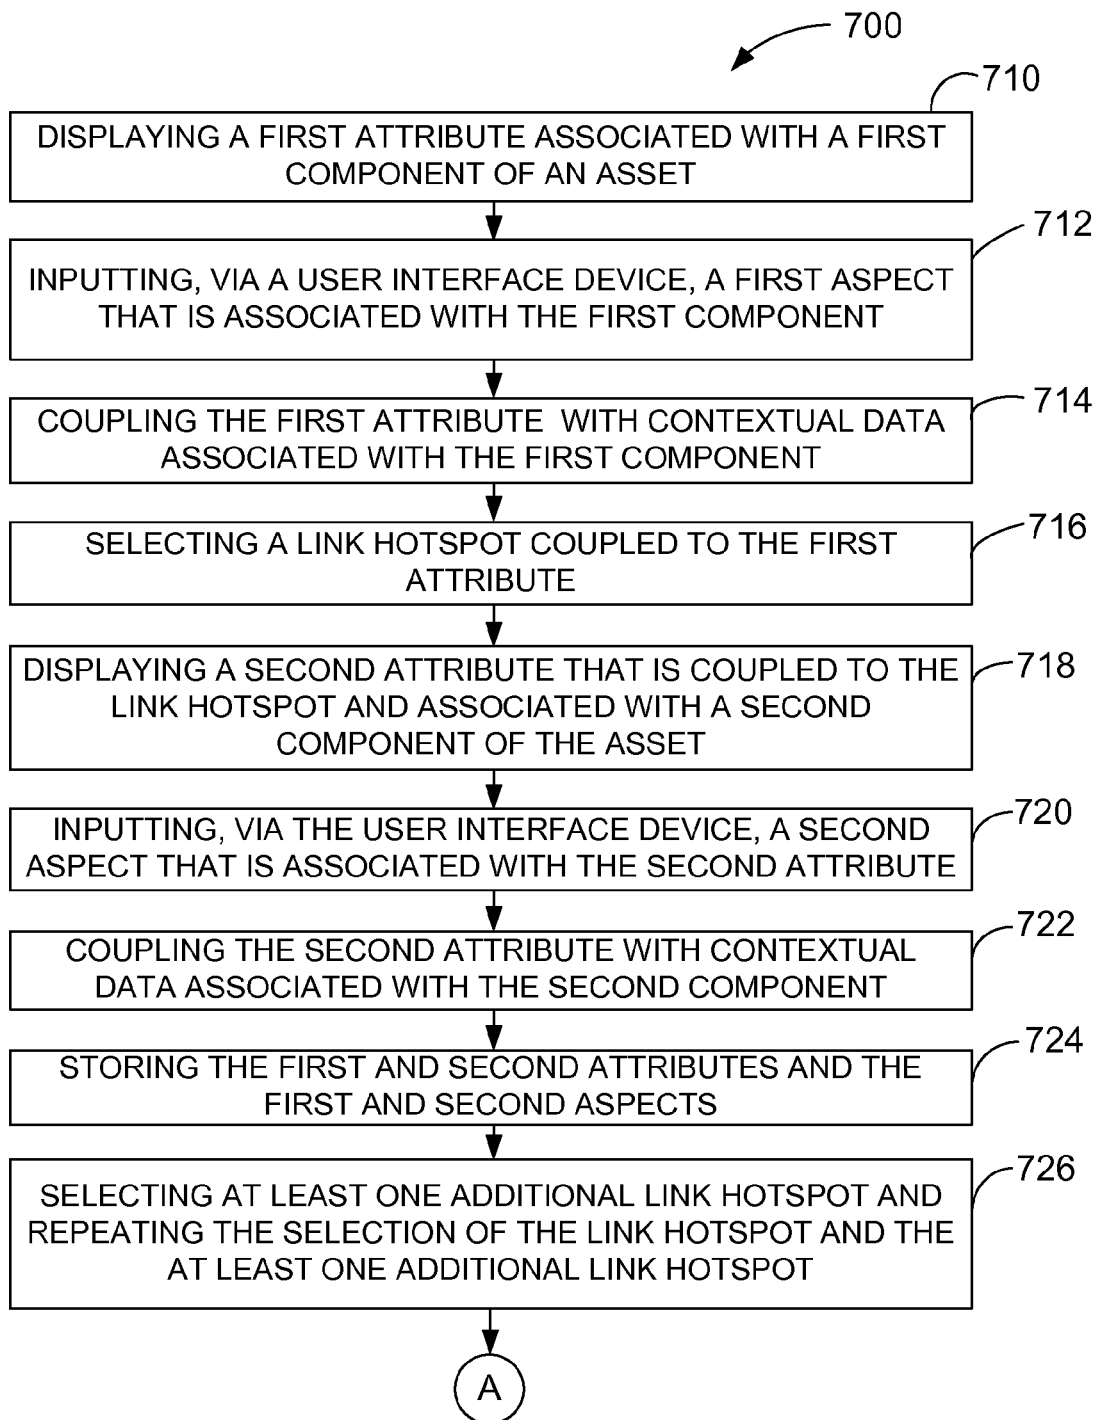 700
710
DISPLAYING A FIRST ATTRIBUTE ASSOCIATED WITH A FIRST
COMPONENT OF AN ASSET
712
INPUTTING, VIA A USER INTERFACE DEVICE, A FIRST ASPECT
THAT IS ASSOCIATED WITH THE FIRST COMPONENT
714
COUPLING THE FIRST ATTRIBUTE WITH CONTEXTUAL DATA
ASSOCIATED WITH THE FIRST COMPONENT
716
SELECTING A LINK HOTSPOT COUPLED TO THE FIRST
ATTRIBUTE
718
DISPLAYING A SECOND ATTRIBUTE THAT IS COUPLED TO THE
LINK HOTSPOT AND ASSOCIATED WITH A SECOND
COMPONENT OF THE ASSET
720
INPUTTING, VIA THE USER INTERFACE DEVICE, A SECOND
ASPECT THAT IS ASSOCIATED WITH THE SECOND ATTRIBUTE
722
COUPLING THE SECOND ATTRIBUTE WITH CONTEXTUAL
DATA ASSOCIATED WITH THE SECOND COMPONENT
724
STORING THE FIRST AND SECOND ATTRIBUTES AND THE
FIRST AND SECOND ASPECTS
726
SELECTING AT LEAST ONE ADDITIONAL LINK HOTSPOT AND
REPEATING THE SELECTION OF THE LINK HOTSPOT AND THE
AT LEAST ONE ADDITIONAL LINK HOTSPOT
A